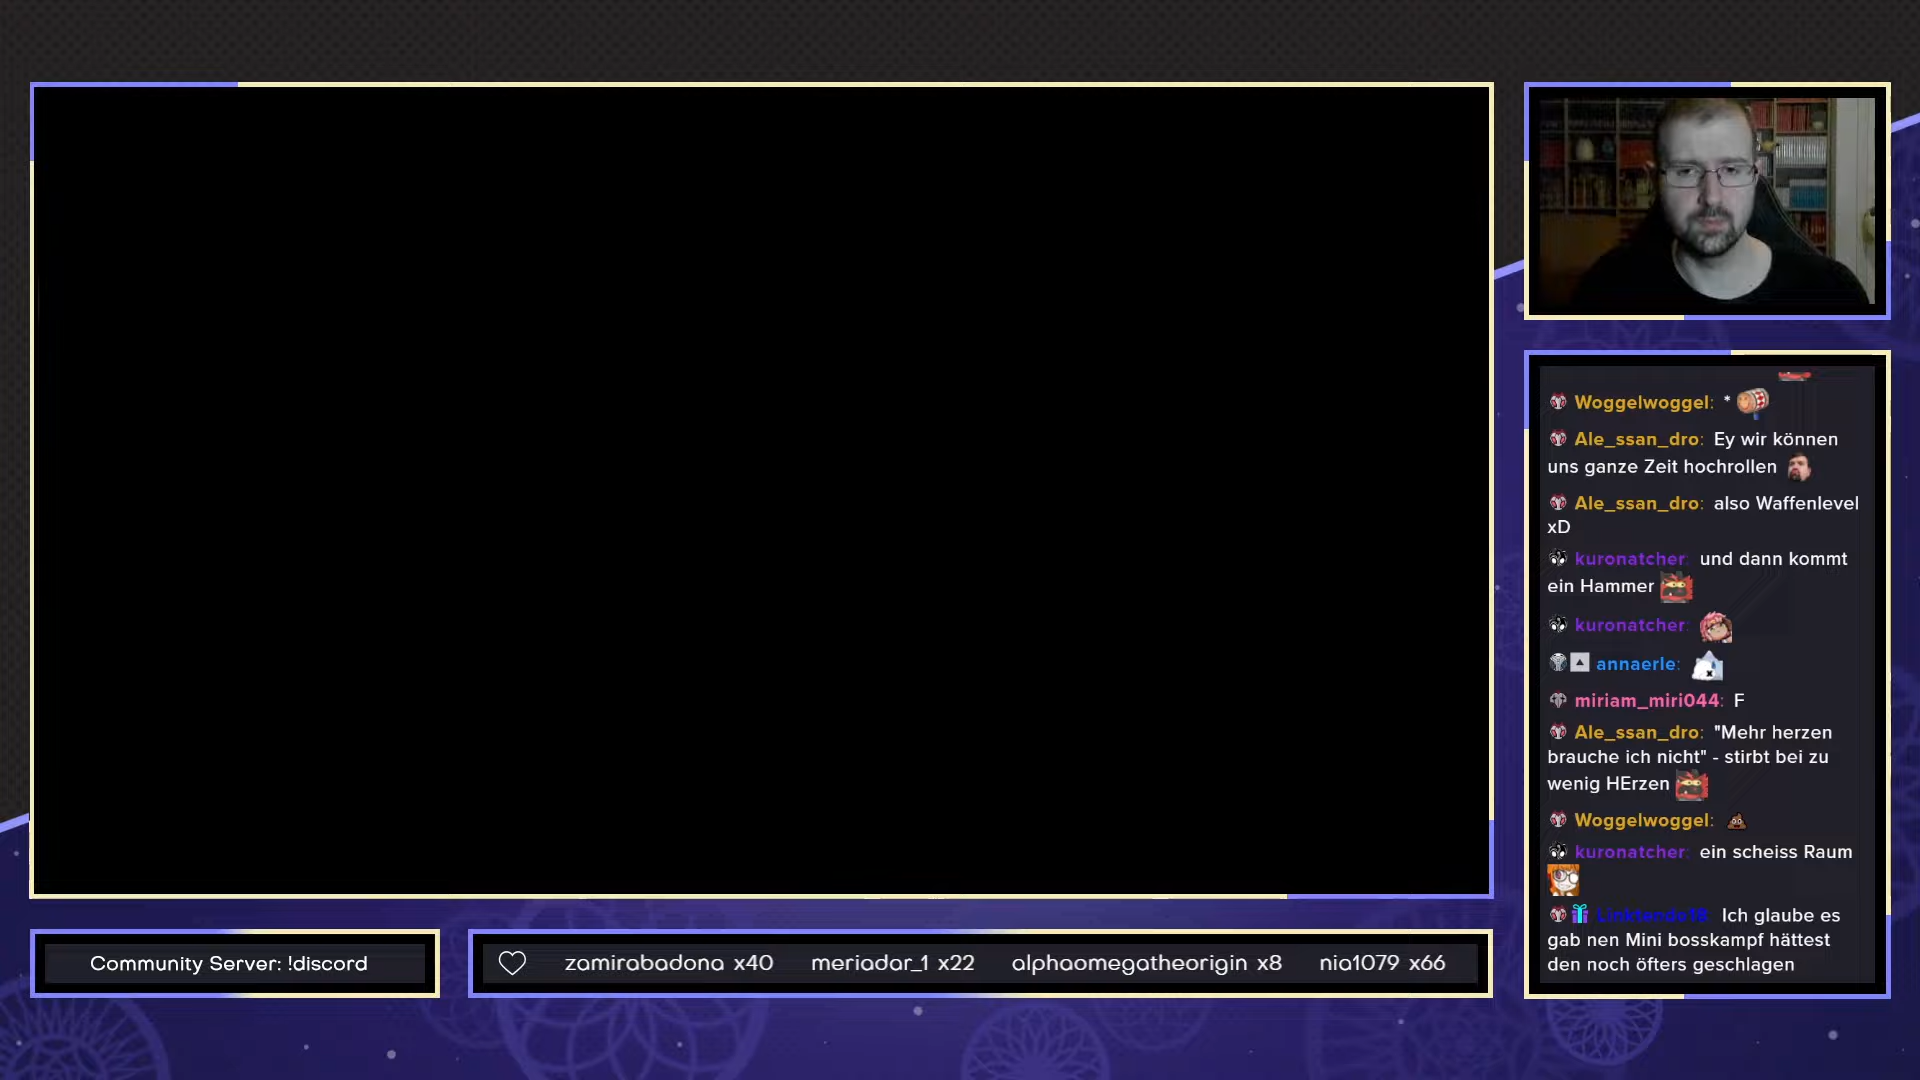 Woggelwoggel: *
Ale_ssan_dro: Ey wir können
uns ganze Zeit hochrollen
Ale_ssan_dro: also Waffenlevel
xD
kuronatcher: und dann kommt
ein Hammer
kuronatcher:
annaerle:
miriam_miri044: F
Ale_ssan_dro: "Mehr herzen
brauche ich nicht" - stirbt bei zu
wenig HErzen
Woggelwoggel: 💩
kuronatcher: ein scheiss Raum
Linktendo18: Ich glaube es
gab nen Mini bosskampf hättest
den noch öfters geschlagen
Community Server: !discord
zamirabadona x40 meriadar_1 x22 alphaomegatheorigin x8 nia1079 x66